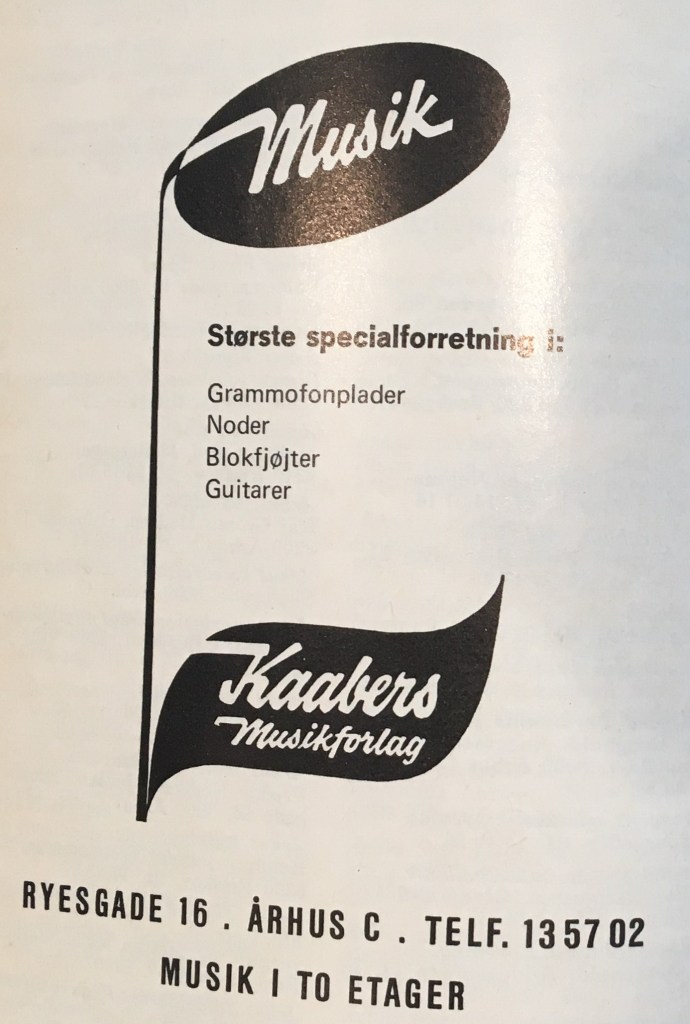 Musik
Største specialforretning i:
Grammofonplader
Noder
Blokfjøjter
Guitarer
Kaabers
Musikforlag
RYESGADE 16 . ÅRHUS C . TELF. 13 57 02
MUSIK I TO ETAGER